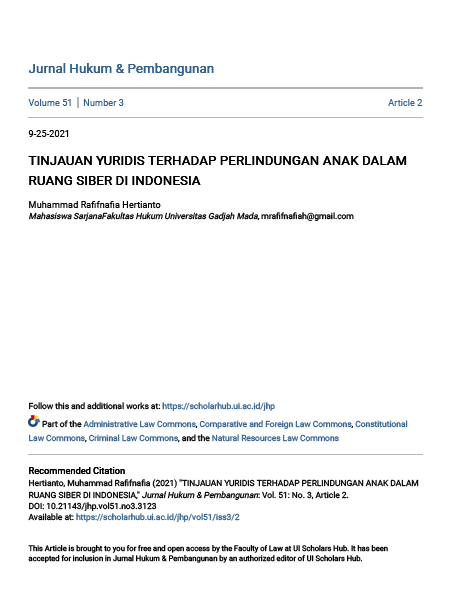 Jurnal Hukum & Pembangunan
Volume 51 | Number 3 Article 2
9-25-2021
TINJAUAN YURIDIS TERHADAP PERLINDUNGAN ANAK DALAM
RUANG SIBER DI INDONESIA
Muhammad Rafifnafia Hertianto
Mahasiswa SarjanaFakultas Hukum Universitas Gadjah Mada, mrafifnafiah@gmail.com
Follow this and additional works at: https://scholarhub.ui.ac.id/jhp
Part of the Administrative Law Commons, Comparative and Foreign Law Commons, Constitutional
Law Commons, Criminal Law Commons, and the Natural Resources Law Commons
Recommended Citation
Hertianto, Muhammad Rafifnafia (2021) "TINJAUAN YURIDIS TERHADAP PERLINDUNGAN ANAK DALAM
RUANG SIBER DI INDONESIA," Jurnal Hukum & Pembangunan: Vol. 51: No. 3, Article 2.
DOI: 10.21143/jhp.vol51.no3.3123
Available at: https://scholarhub.ui.ac.id/jhp/vol51/iss3/2
This Article is brought to you for free and open access by the Faculty of Law at UI Scholars Hub. It has been
accepted for inclusion in Jurnal Hukum & Pembangunan by an authorized editor of UI Scholars Hub.